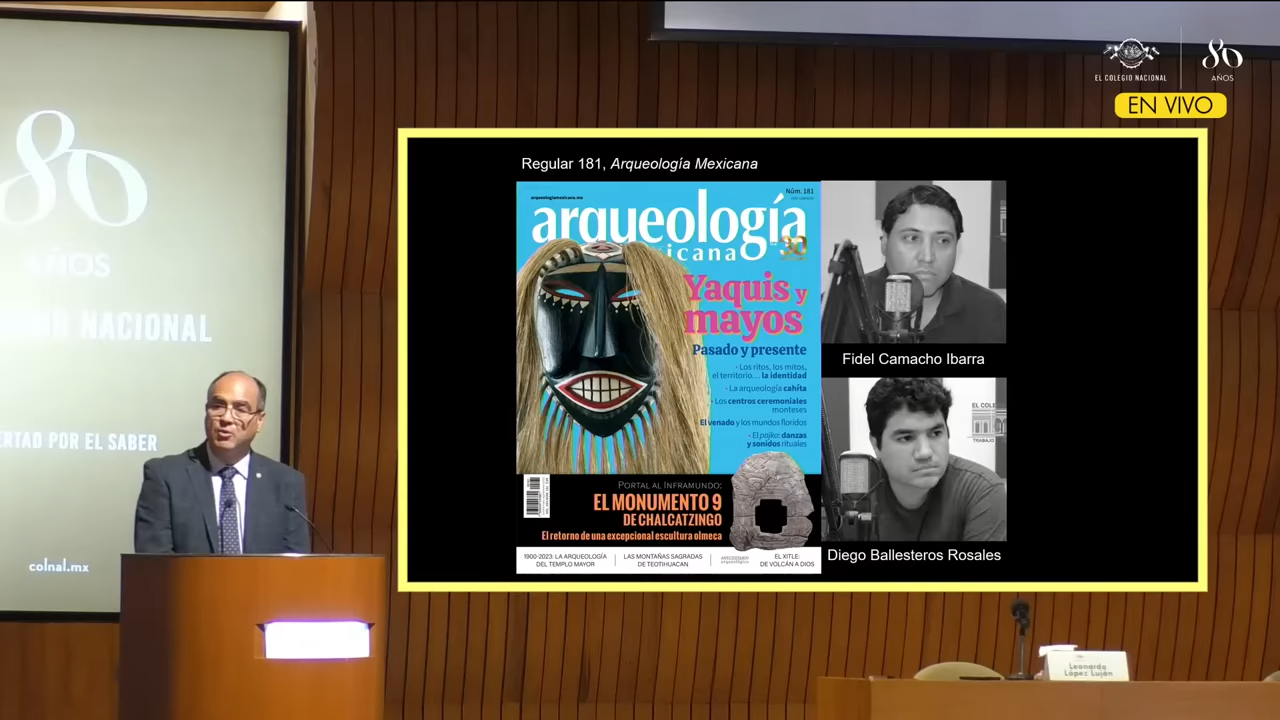 EL COLEGIO NACIONAL
80
AÑOS
EN VIVO
80
AÑOS
NACIONAL
ERTAD POR EL SABER
colnal.mx
Regular 181, Arqueología Mexicana
arqueologiamexicana.mx
Núm. 181
arqueología
icana
30
Yaquis y
mayos
Pasado y presente
· Los ritos, los mitos,
el territorio... la identidad
· La arqueología cahíta
· Los centros ceremoniales
monteses
El venado y los mundos floridos
· El pajko: danzas
y sonidos rituales
PORTAL AL INFRAMUNDO:
EL MONUMENTO 9
DE CHALCATZINGO
El retorno de una excepcional escultura olmeca
1900-2023: LA ARQUEOLOGÍA
DEL TEMPLO MAYOR
LAS MONTAÑAS SAGRADAS
DE TEOTIHUACAN
EL XITLE:
DE VOLCÁN A DIOS
Fidel Camacho Ibarra
EL COLE
TRABAJO
Diego Ballesteros Rosales
Leonardo
López Luján